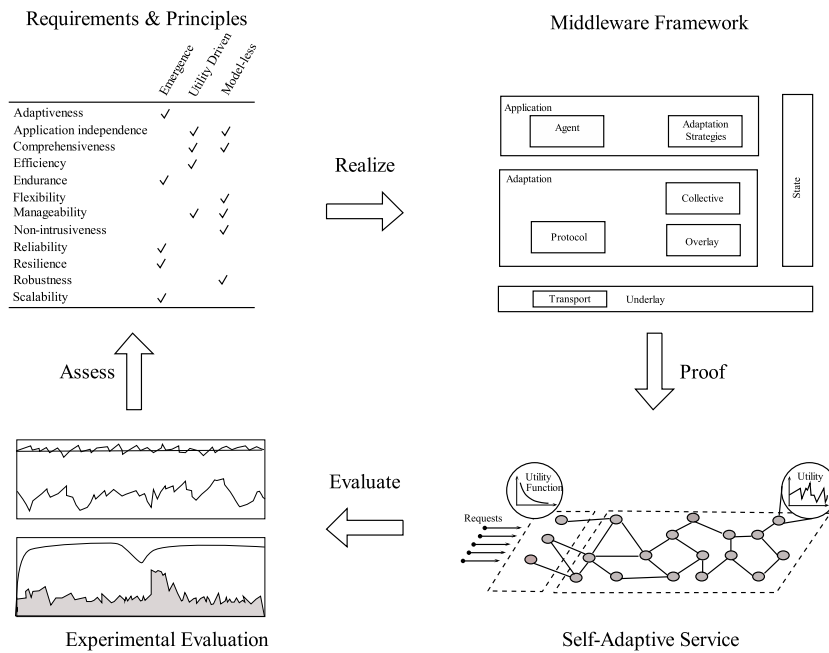 Requirements & Principles
Emergence
Utility Driven
Model-less
Adaptiveness
Application independence
Comprehensiveness
Efficiency
Endurance
Flexibility
Manageability
Non-intrusiveness
Reliability
Resilience
Robustness
Scalability
Realize
Middleware Framework
Application
Agent
Adaptation
Strategies
Adaptation
Collective
Protocol
Overlay
State
Transport
Underlay
Proof
Assess
Evaluate
Utility
Function
Utility
Requests
Experimental Evaluation
Self-Adaptive Service